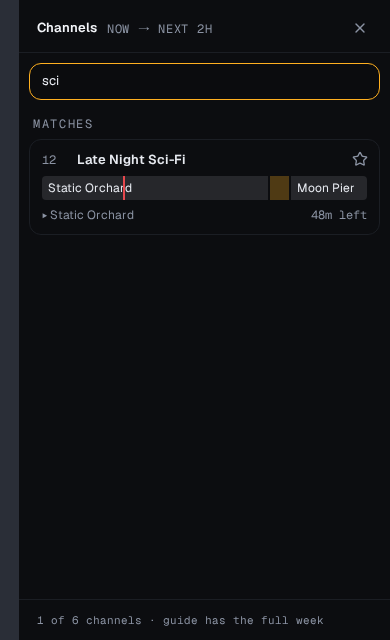 Channels NOW → NEXT 2H
sci
MATCHES
12 Late Night Sci-Fi
Static Orchard Moon Pier
▸ Static Orchard 48m left
1 of 6 channels · guide has the full week